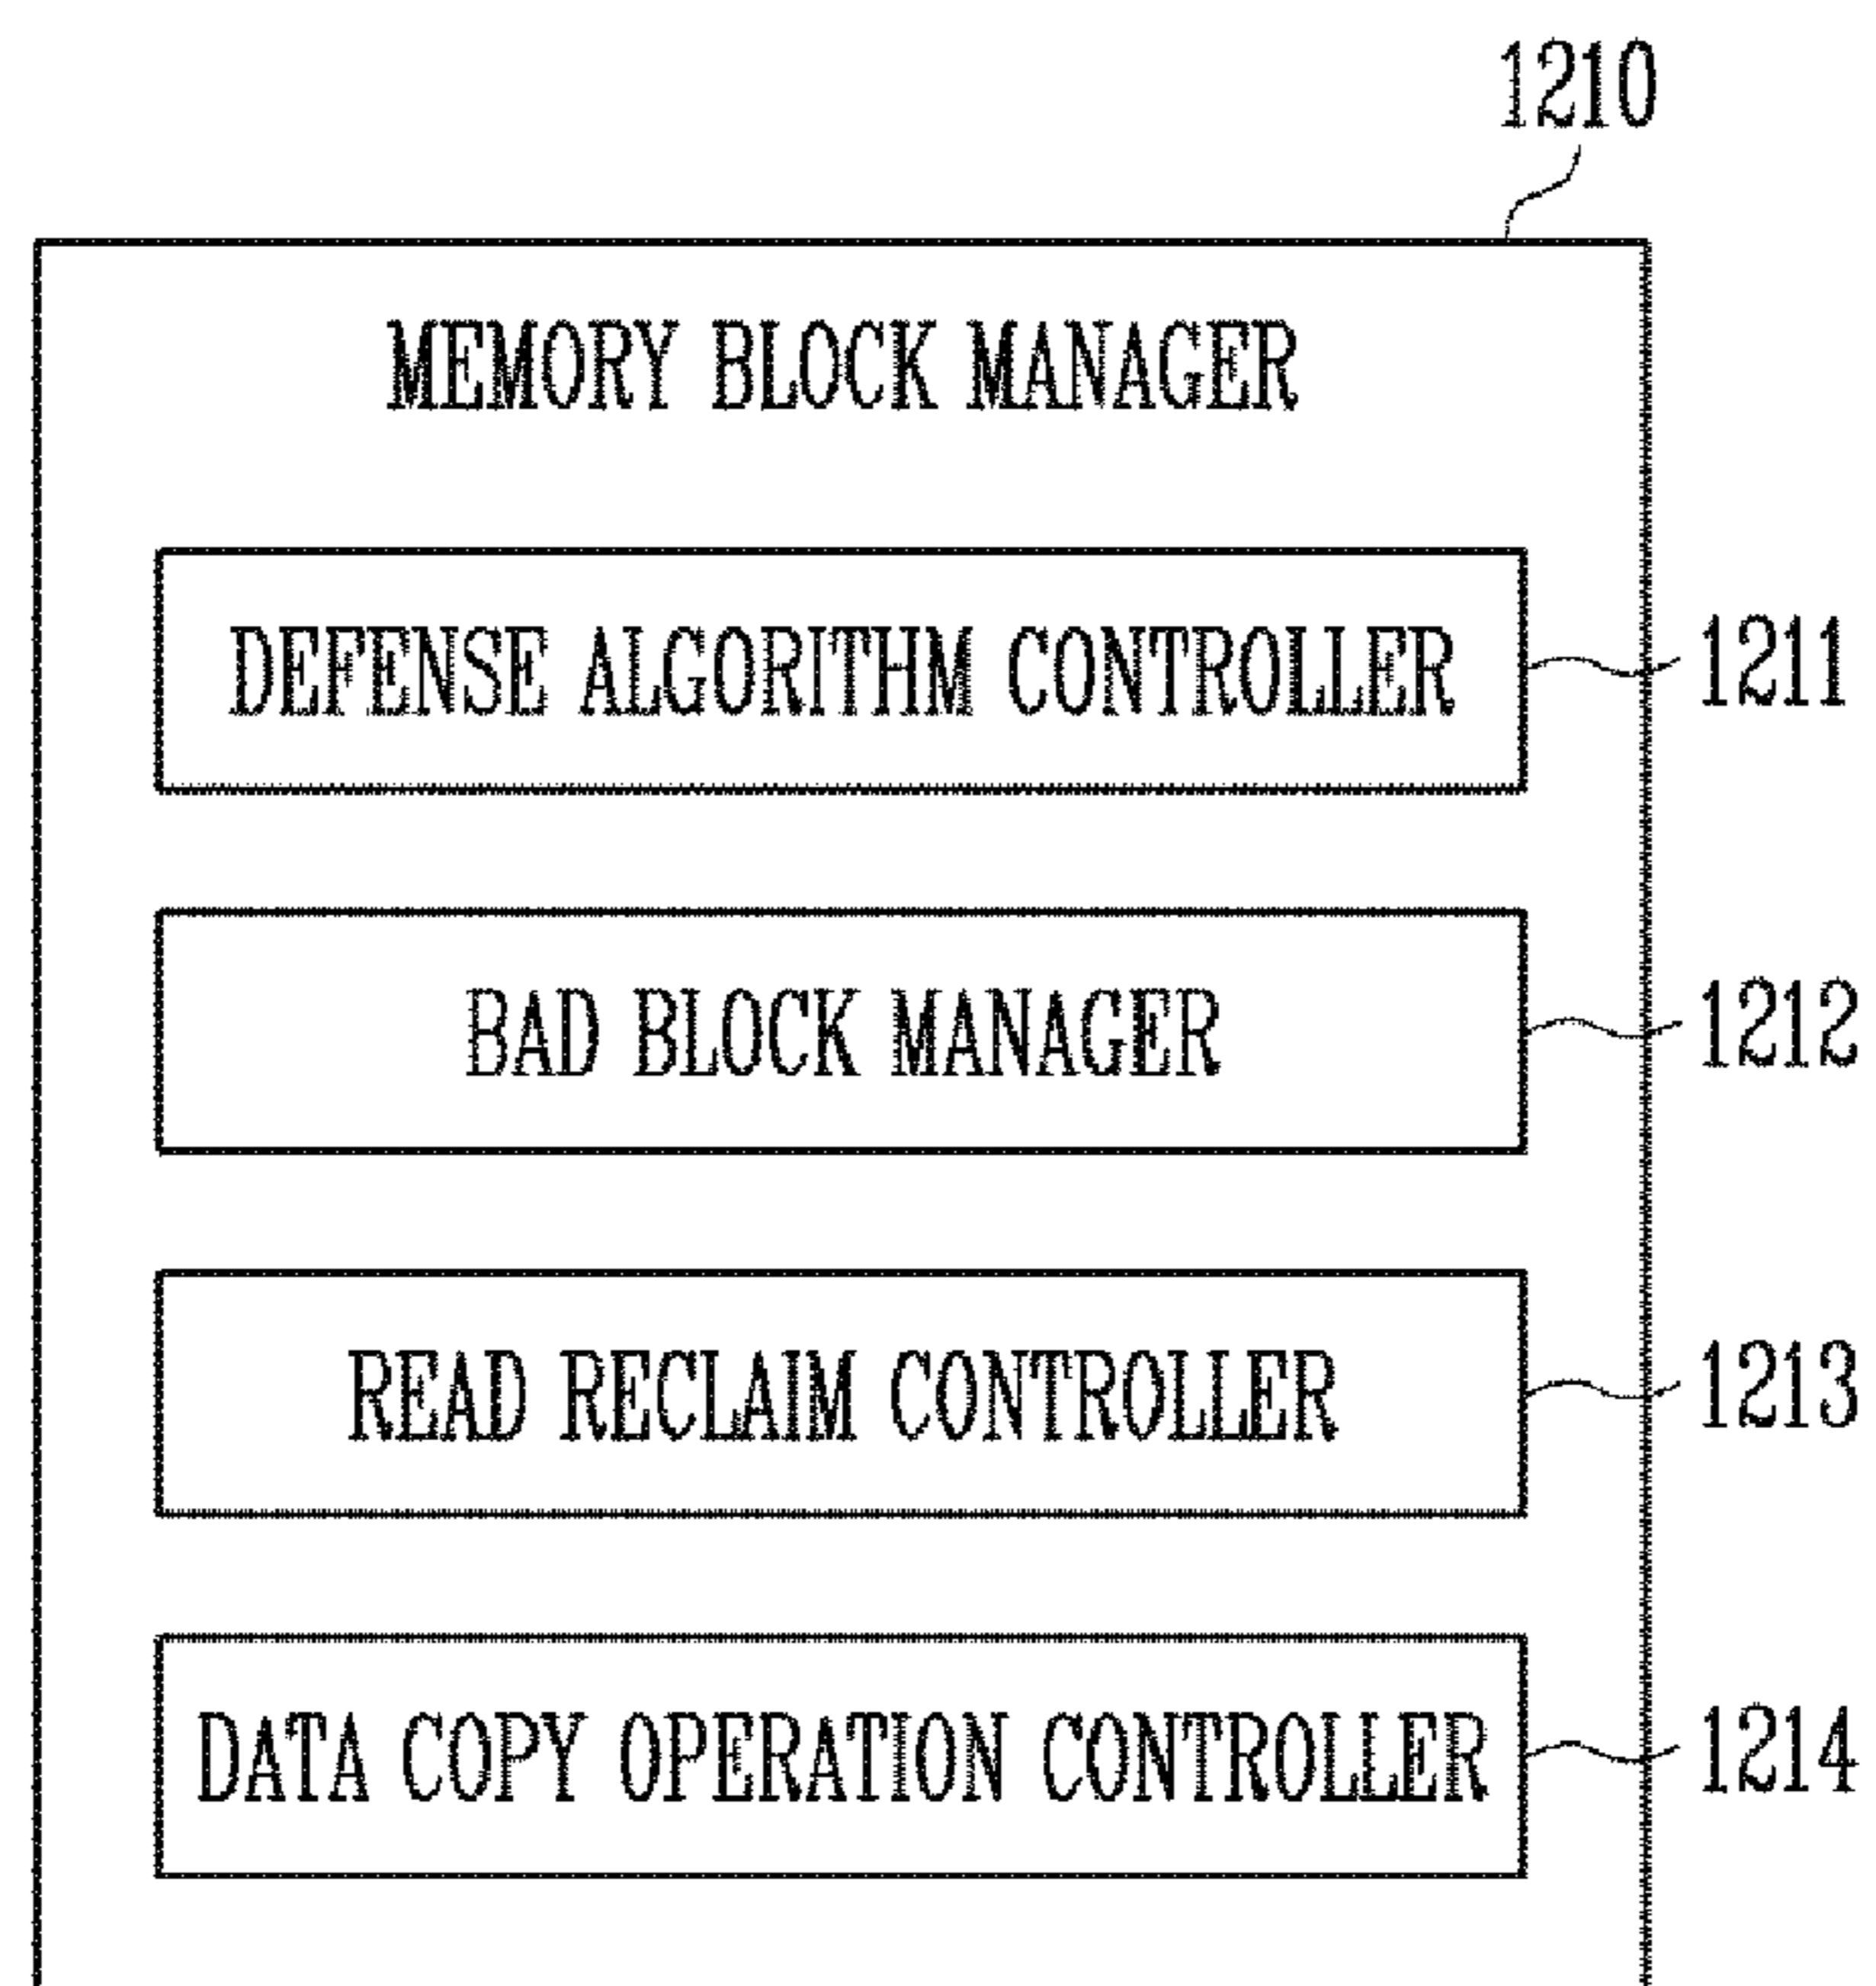 1210
MEMORY BLOCK MANAGER
DEFENSE ALGORITHM CONTROLLER
1211
BAD BLOCK MANAGER
1212
READ RECLAIM CONTROLLER
1213
DATA COPY OPERATION CONTROLLER
1214